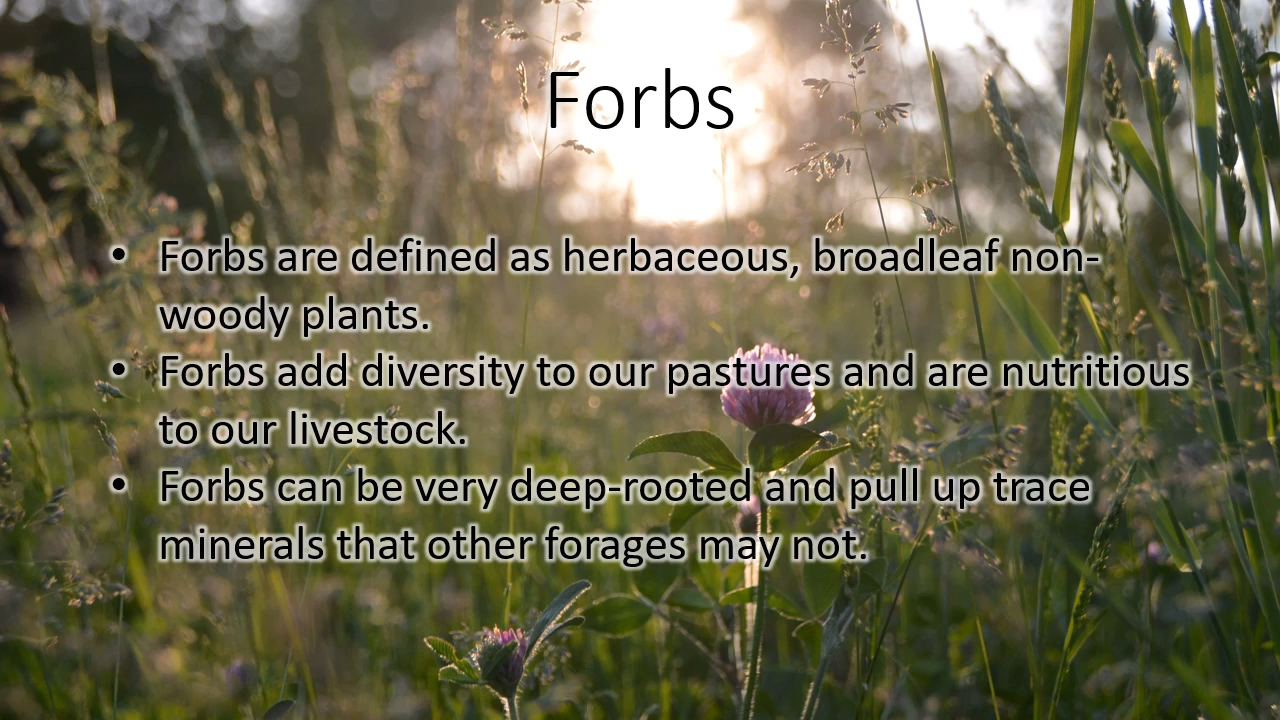 Forbs
• Forbs are defined as herbaceous, broadleaf non-
woody plants.
• Forbs add diversity to our pastures and are nutritious
to our livestock.
• Forbs can be very deep-rooted and pull up trace
minerals that other forages may not.